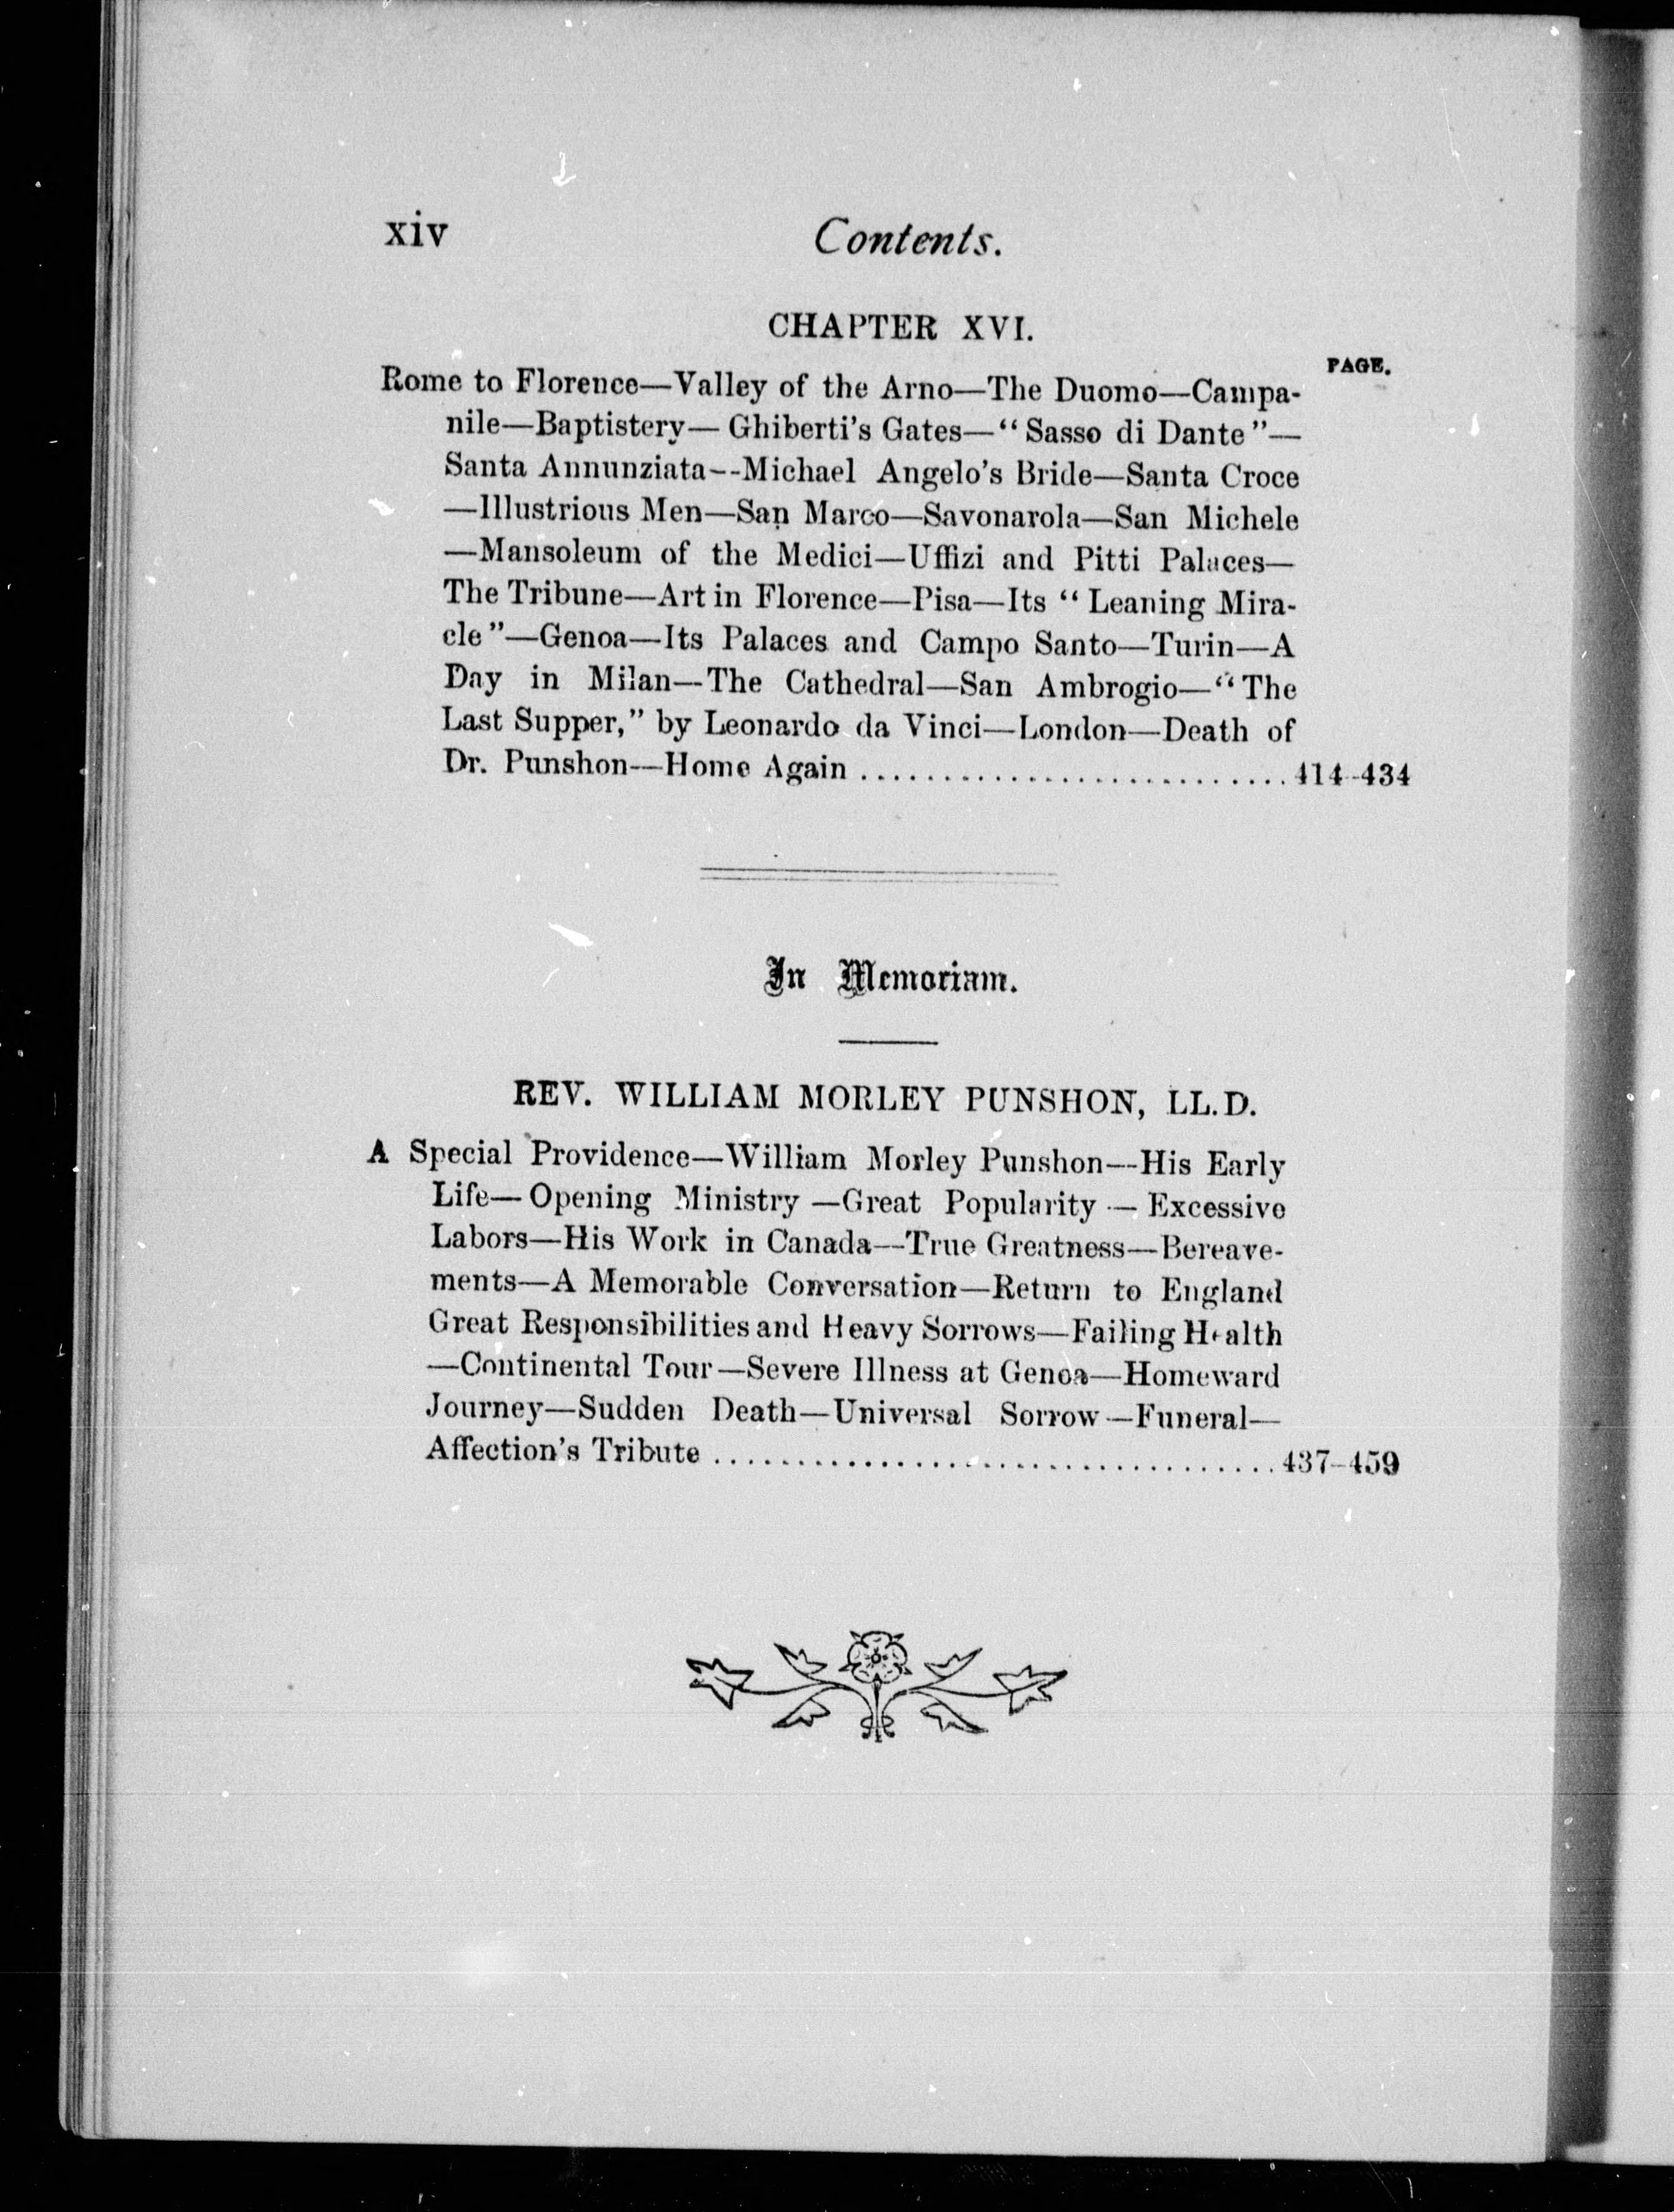 xiv
Contents.
CHAPTER XVI.
PAGE.
Rome to Florence—Valley of the Arno—The Duomo—Campa-
nile—Baptistery—Ghiberti's Gates—“Sasso di Dante”—
Santa Annunziata--Michael Angelo's Bride—Santa Croce
—Illustrious Men—San Marco—Savonarola—San Michele
—Mansoleum of the Medici—Uffizi and Pitti Palaces—
The Tribune—Art in Florence—Pisa—Its “Leaning Mira-
cle”—Genoa—Its Palaces and Campo Santo—Turin—A
Day in Milan—The Cathedral—San Ambrogio—“The
Last Supper,” by Leonardo da Vinci—London—Death of
Dr. Punshon—Home Again .......................... 414-434
In Memoriam.
REV. WILLIAM MORLEY PUNSHON, LL.D.
A Special Providence—William Morley Punshon—His Early
Life—Opening Ministry—Great Popularity—Excessive
Labors—His Work in Canada—True Greatness—Bereave-
ments—A Memorable Conversation—Return to England
Great Responsibilities and Heavy Sorrows—Failing Health
—Continental Tour—Severe Illness at Genoa—Homeward
Journey—Sudden Death—Universal Sorrow—Funeral—
Affection's Tribute .................................. 437-459